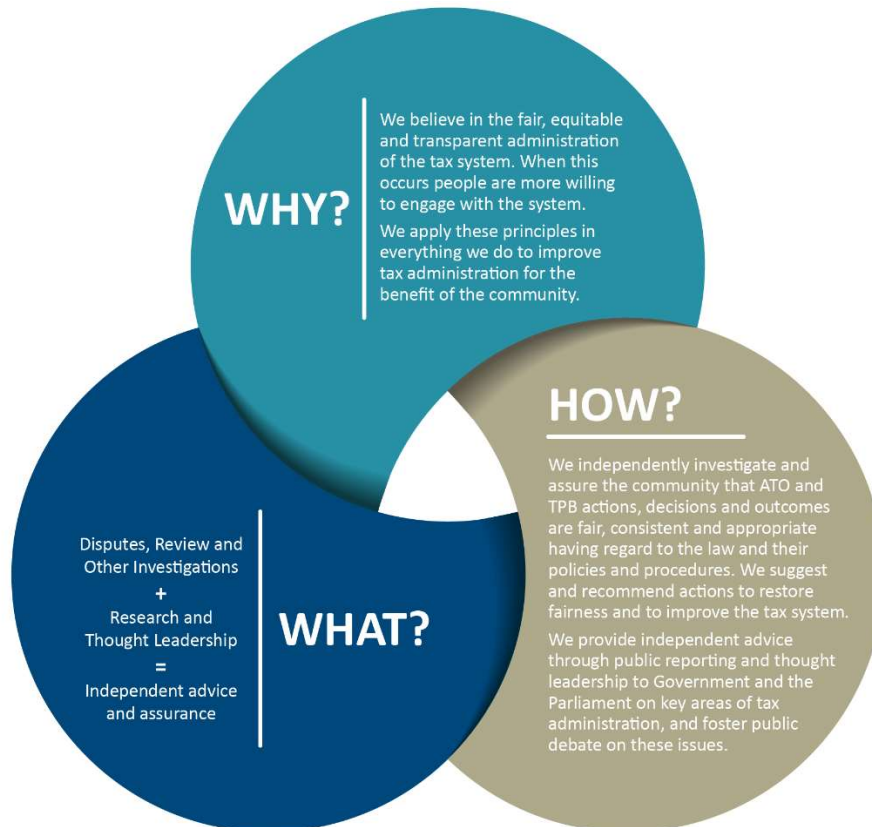 WHY?
We believe in the fair, equitable
and transparent administration
of the tax system. When this
occurs people are more willing
to engage with the system.
We apply these principles in
everything we do to improve
tax administration for the
benefit of the community.
HOW?
We independently investigate and
assure the community that ATO and
TPB actions, decisions and outcomes
are fair, consistent and appropriate
having regard to the law and their
policies and procedures. We suggest
and recommend actions to restore
fairness and to improve the tax system.
We provide independent advice
through public reporting and thought
leadership to Government and the
Parliament on key areas of tax
administration, and foster public
debate on these issues.
Disputes, Review and
Other Investigations
+
Research and
Thought Leadership
=
Independent advice
and assurance
WHAT?